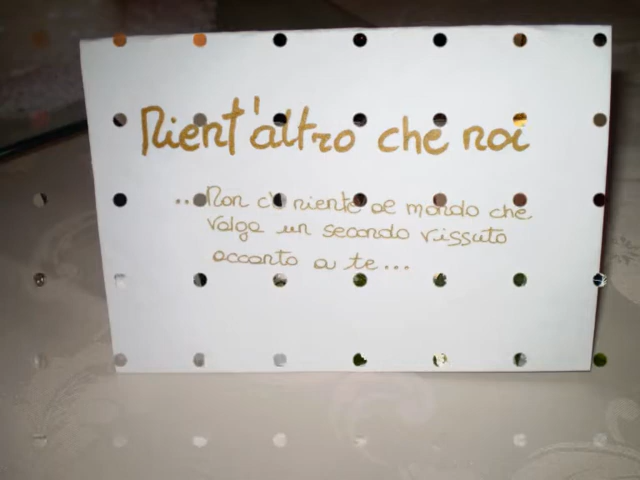 Nient'altro che noi
..Non c'è niente al mondo che
valga un secondo vissuto
accanto a te...